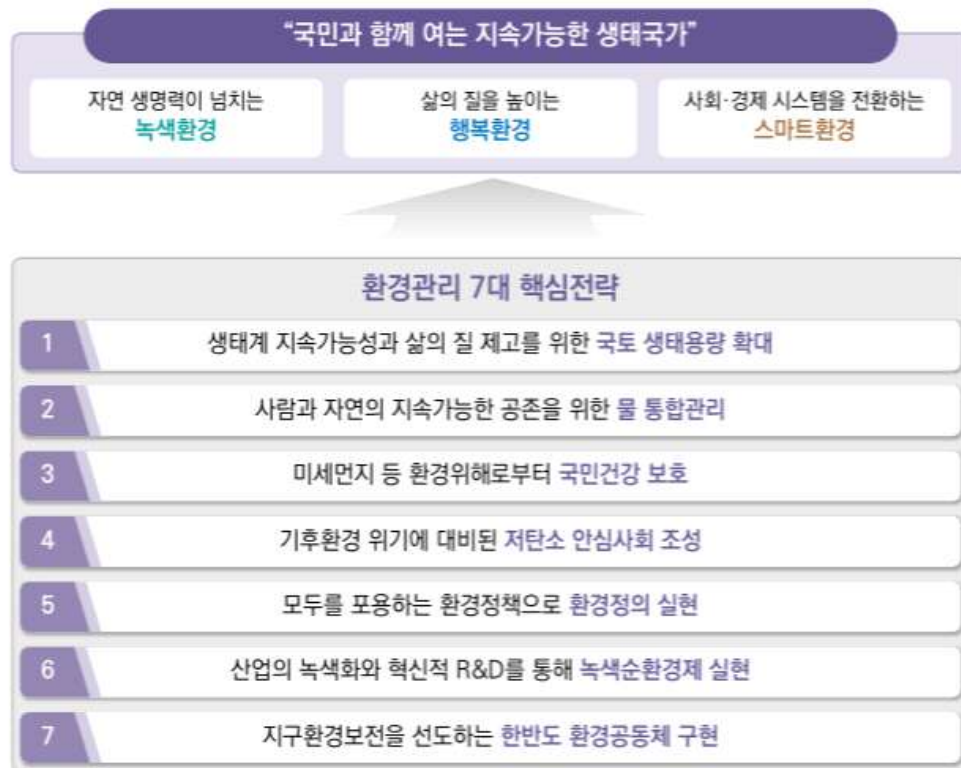 “국민과 함께 여는 지속가능한 생태국가”
자연 생명력이 넘치는
녹색환경
삶의 질을 높이는
행복환경
사회·경제 시스템을 전환하는
스마트환경
환경관리 7대 핵심전략
1 생태계 지속가능성과 삶의 질 제고를 위한 국토 생태용량 확대
2 사람과 자연의 지속가능한 공존을 위한 물 통합관리
3 미세먼지 등 환경위해로부터 국민건강 보호
4 기후환경 위기에 대비된 저탄소 안심사회 조성
5 모두를 포용하는 환경정책으로 환경정의 실현
6 산업의 녹색화와 혁신적 R&D를 통해 녹색순환경제 실현
7 지구환경보전을 선도하는 한반도 환경공동체 구현